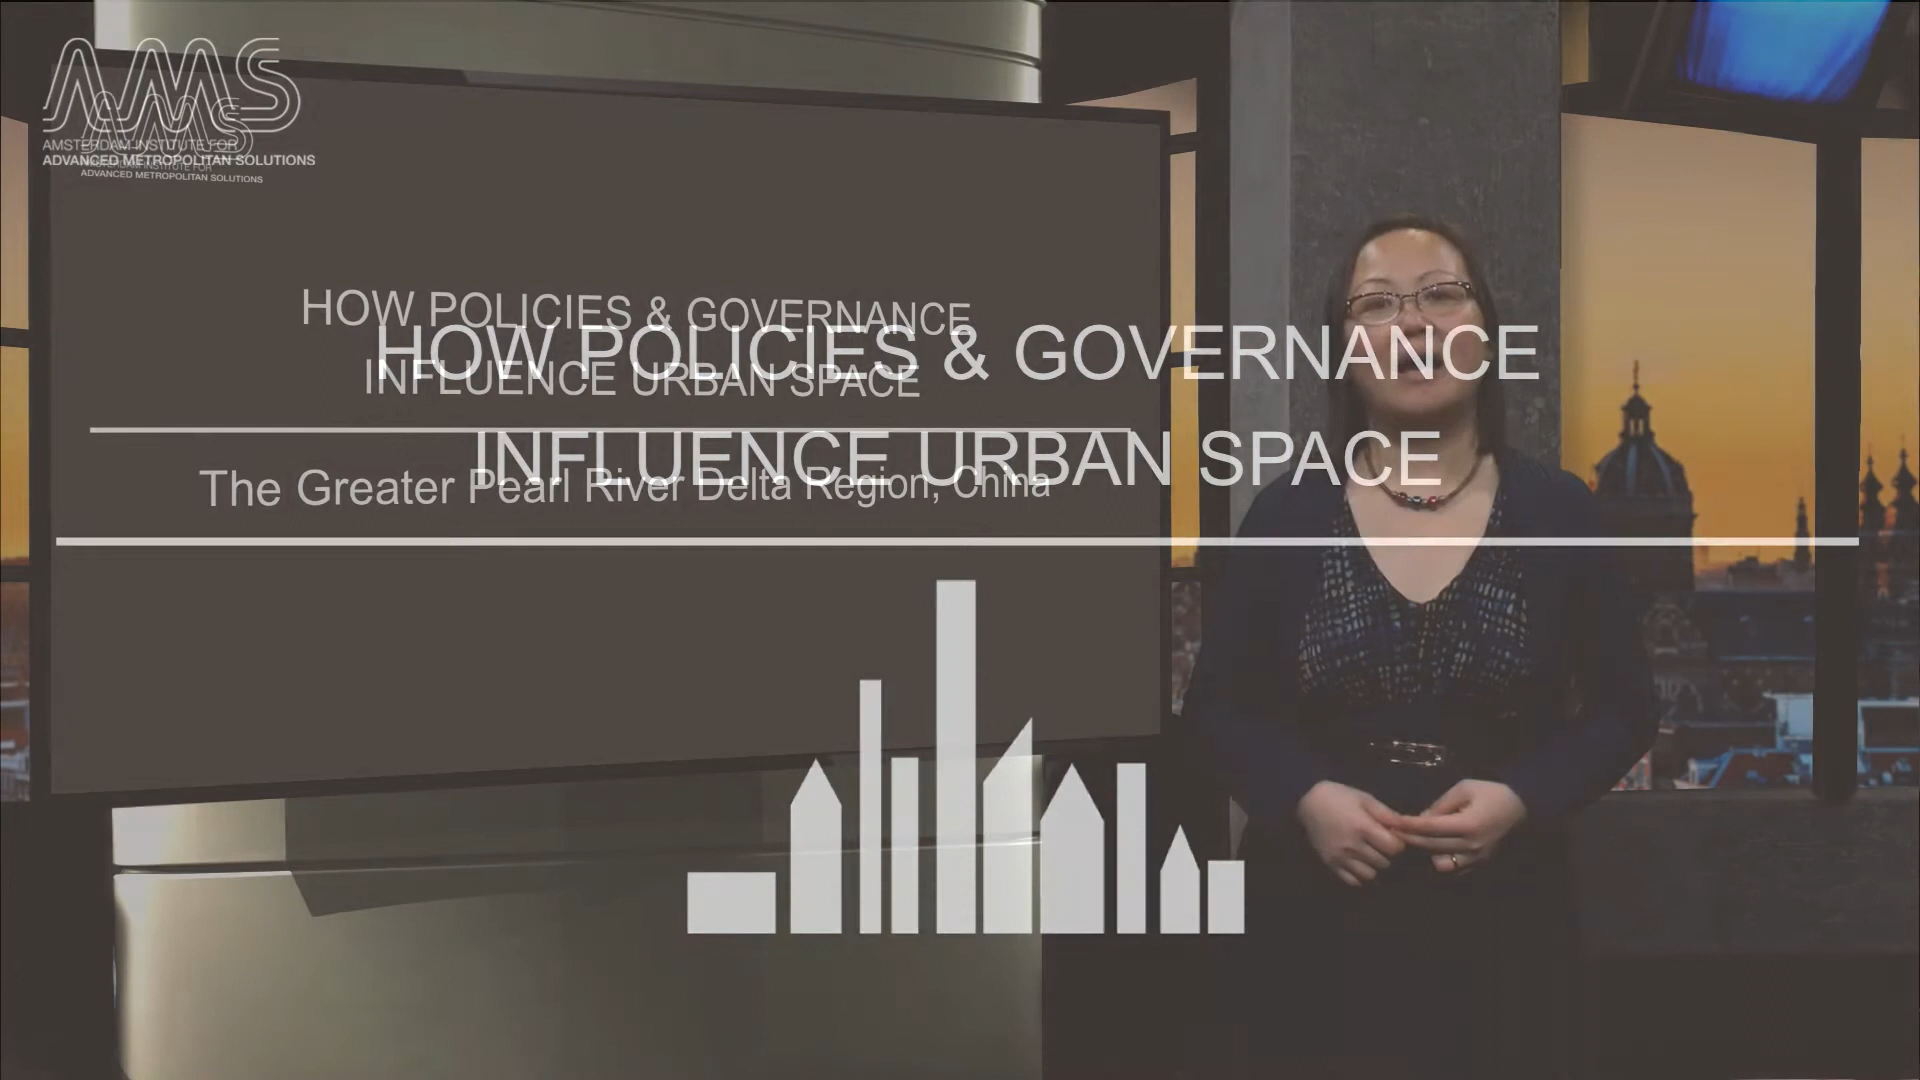 AMS
AMSTERDAM INSTITUTE FOR
ADVANCED METROPOLITAN SOLUTIONS
AMS
AMSTERDAM INSTITUTE FOR
ADVANCED METROPOLITAN SOLUTIONS
HOW POLICIES & GOVERNANCE
INFLUENCE URBAN SPACE
The Greater Pearl River Delta Region, China
HOW POLICIES & GOVERNANCE
INFLUENCE URBAN SPACE